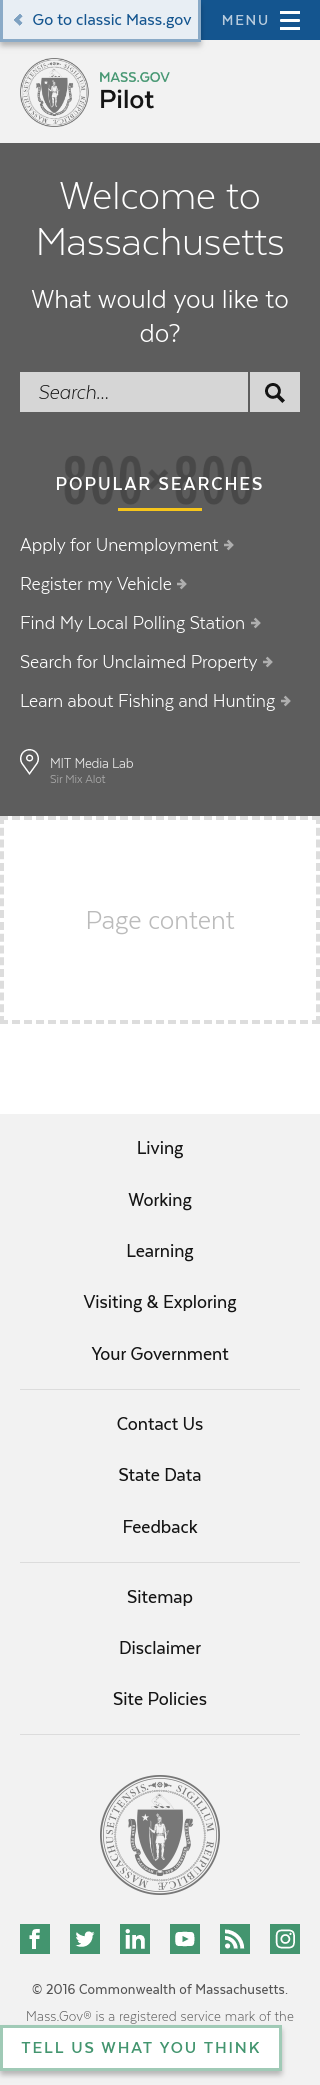 Go to classic Mass.gov
MENU
MASS.GOV
Pilot
Welcome to
Massachusetts
What would you like to
do?
Search...
800×800
POPULAR SEARCHES
Apply for Unemployment
Register my Vehicle
Find My Local Polling Station
Search for Unclaimed Property
Learn about Fishing and Hunting
MIT Media Lab
Sir Mix Alot
Page content
Living
Working
Learning
Visiting & Exploring
Your Government
Contact Us
State Data
Feedback
Sitemap
Disclaimer
Site Policies
SIGILLUM REIPUBLICÆ MASSACHUSETTENSIS
© 2016 Commonwealth of Massachusetts.
Mass.Gov® is a registered service mark of the
TELL US WHAT YOU THINK